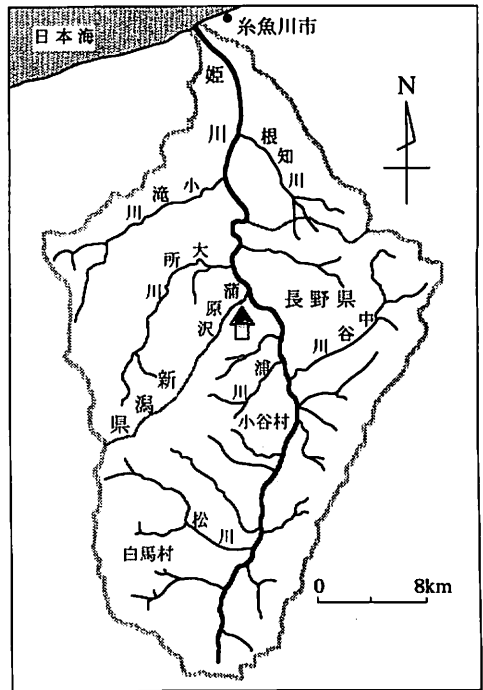 日本海
糸魚川市
姫川
N
根知川
小滝川
大所川
蒲原沢
長野県
中谷川
新潟県
浦川
小谷村
松川
白馬村
0 8km